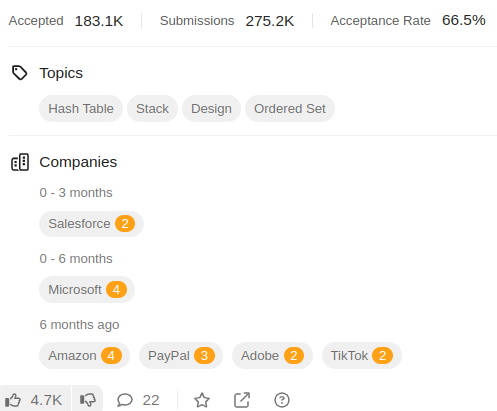 Accepted 183.1K Submissions 275.2K Acceptance Rate 66.5%
Topics
Hash Table Stack Design Ordered Set
Companies
0 - 3 months
Salesforce 2
0 - 6 months
Microsoft 4
6 months ago
Amazon 4 PayPal 3 Adobe 2 TikTok 2
4.7K 22